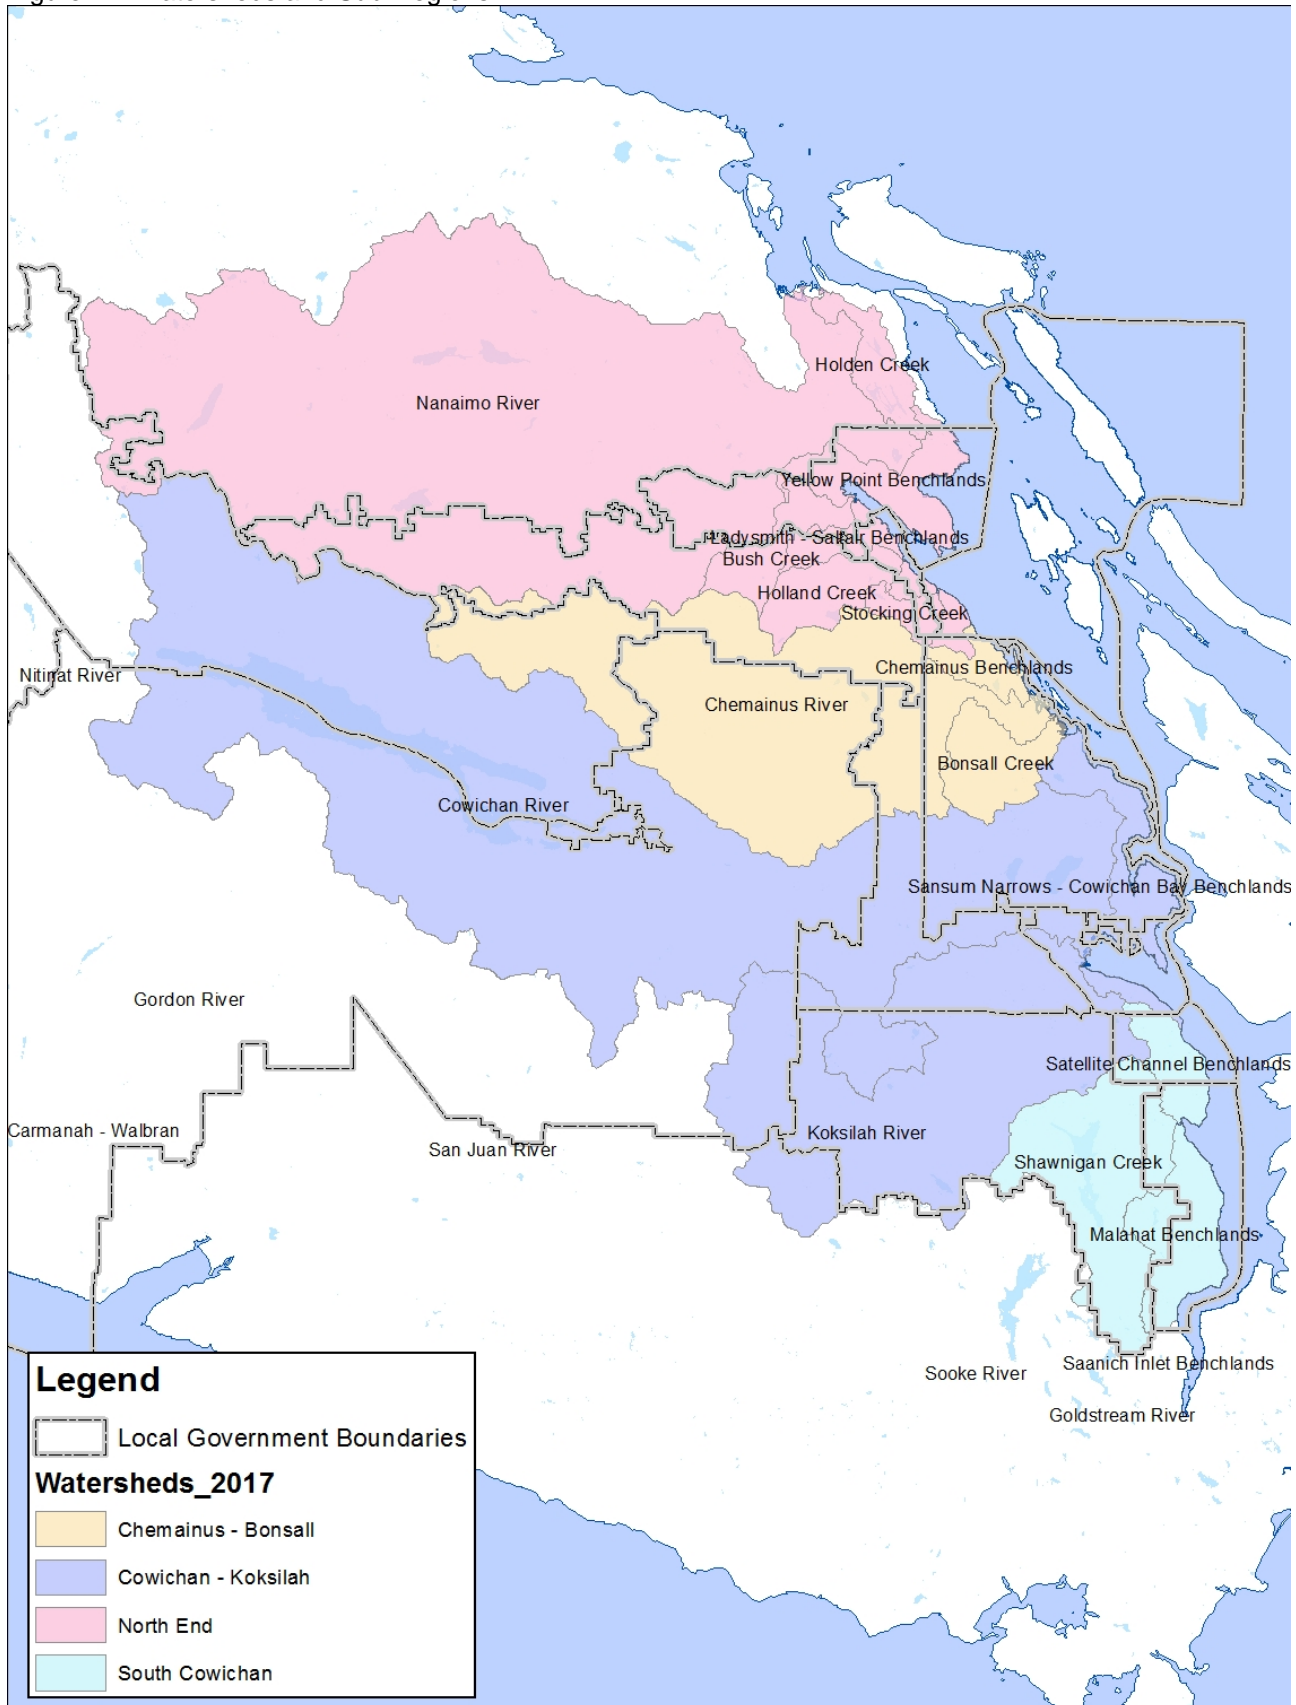 Holden Creek
Nanaimo River
Yellow Point Benchlands
Ladysmith - Saltair Benchlands
Bush Creek
Holland Creek
Stocking Creek
Chemainus Benchlands
Nitinat River
Chemainus River
Bonsall Creek
Cowichan River
Sansum Narrows - Cowichan Bay Benchlands
Gordon River
Satellite Channel Benchlands
Carmanah - Walbran
Koksilah River
San Juan River
Shawnigan Creek
Malahat Benchlands
Saanich Inlet Benchlands
Sooke River
Goldstream River
Legend
Local Government Boundaries
Watersheds_2017
Chemainus - Bonsall
Cowichan - Koksilah
North End
South Cowichan